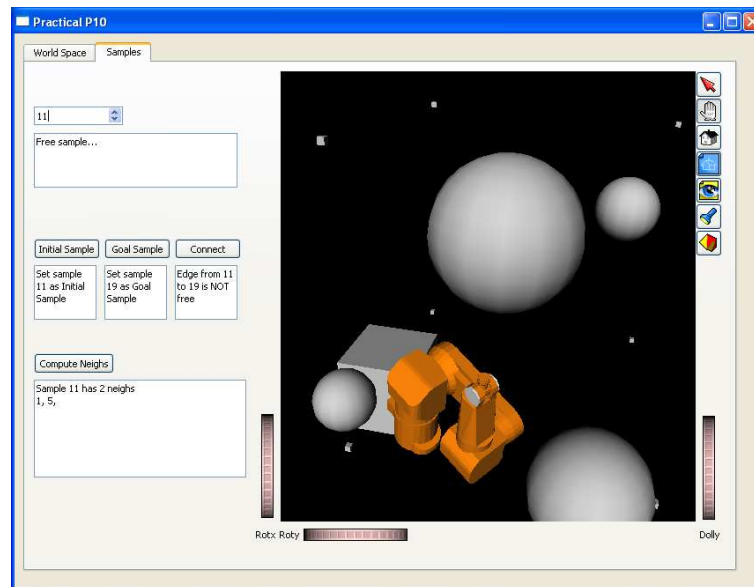 Practical P10
World Space
Samples
11
Free sample...
Initial Sample
Goal Sample
Connect
Set sample
11 as Initial
Sample
Set sample
19 as Goal
Sample
Edge from 11
to 19 is NOT
free
Compute Neighs
Sample 11 has 2 neighs
1, 5,
Rotx Roty
Dolly